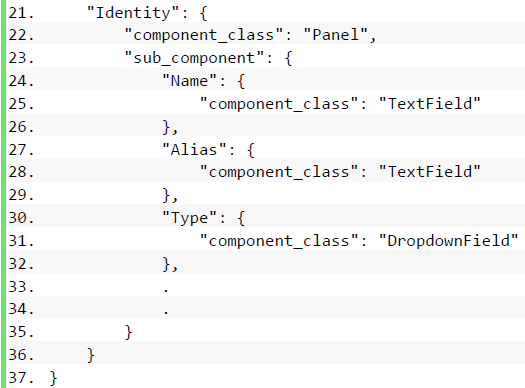 21.     "Identity": {
22.         "component_class": "Panel",
23.         "sub_component": {
24.             "Name": {
25.                 "component_class": "TextField"
26.             },
27.             "Alias": {
28.                 "component_class": "TextField"
29.             },
30.             "Type": {
31.                 "component_class": "DropdownField"
32.             },
33.             .
34.             .
35.         }
36.     }
37. }